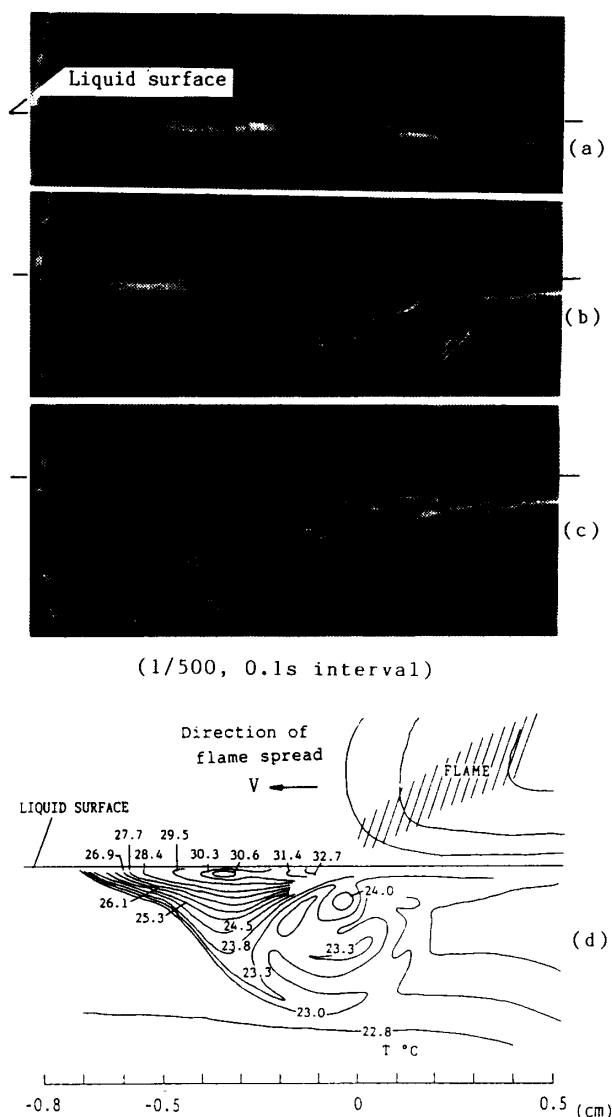 Liquid surface
(a)
(b)
(c)
(1/500, 0.1s interval)
Direction of
flame spread
V
FLAME
LIQUID SURFACE
27.7 29.5
26.9 28.4 30.3 30.6 31.4 32.7
26.1
25.3
24.5
24.0
23.8
23.3
23.3
23.0
22.8
(d)
T °C
-0.8 -0.5 0 0.5 (cm)